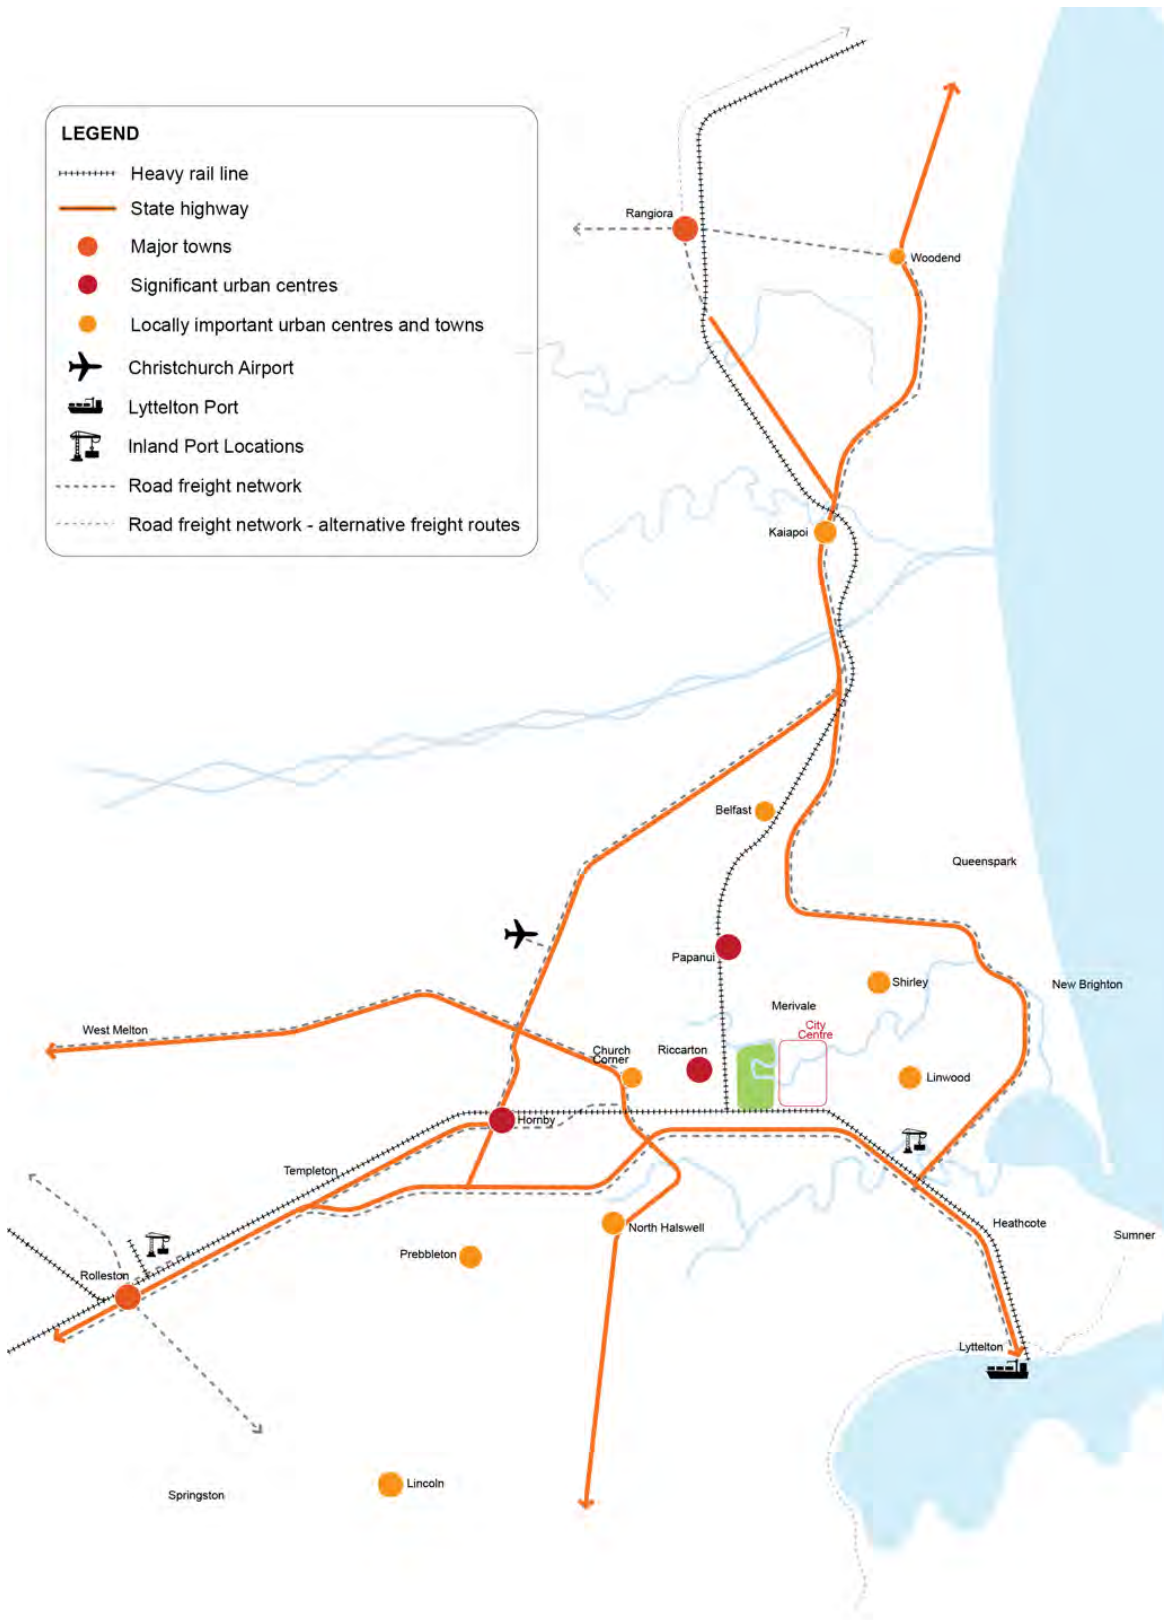 LEGEND
Heavy rail line
State highway
Major towns
Significant urban centres
Locally important urban centres and towns
Christchurch Airport
Lyttelton Port
Inland Port Locations
Road freight network
Road freight network - alternative freight routes
Rangiora
Woodend
Kaiapoi
Belfast
Queenspark
Papanui
Shirley
New Brighton
Merivale
West Melton
City
Centre
Church
Corner
Riccarton
Linwood
Hornby
Templeton
North Halswell
Heathcote
Sumner
Prebbleton
Rolleston
Lyttelton
Lincoln
Springston